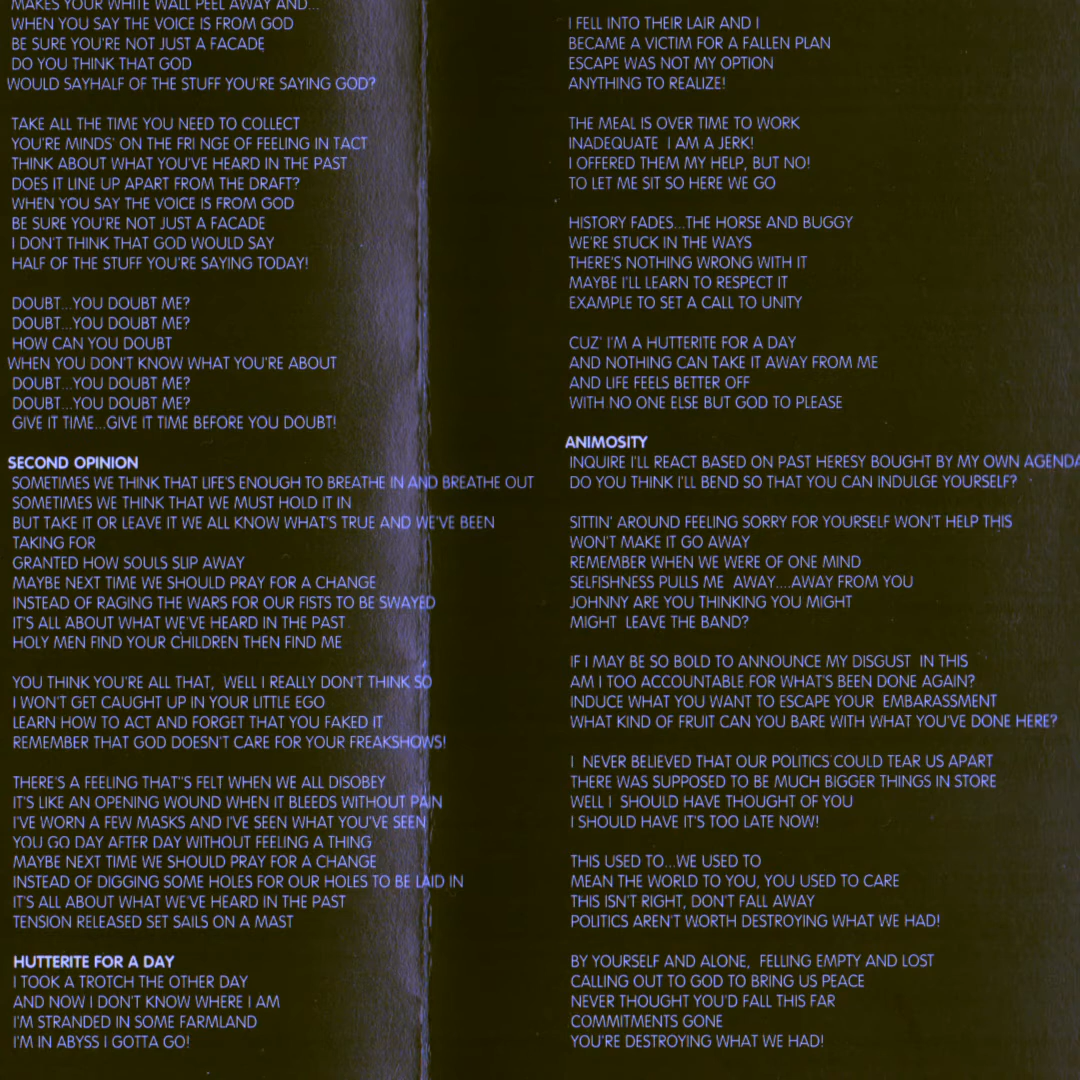 MAKES YOUR WHITE WALL PEEL AWAY AND...
WHEN YOU SAY THE VOICE IS FROM GOD
BE SURE YOU'RE NOT JUST A FACADE
DO YOU THINK THAT GOD
WOULD SAYHALF OF THE STUFF YOU'RE SAYING GOD?
TAKE ALL THE TIME YOU NEED TO COLLECT
YOU'RE MINDS' ON THE FRI NGE OF FEELING IN TACT
THINK ABOUT WHAT YOU'VE HEARD IN THE PAST
DOES IT LINE UP APART FROM THE DRAFT?
WHEN YOU SAY THE VOICE IS FROM GOD
BE SURE YOU'RE NOT JUST A FACADE
I DON'T THINK THAT GOD WOULD SAY
HALF OF THE STUFF YOU'RE SAYING TODAY!
DOUBT...YOU DOUBT ME?
DOUBT...YOU DOUBT ME?
HOW CAN YOU DOUBT
WHEN YOU DON'T KNOW WHAT YOU'RE ABOUT
DOUBT...YOU DOUBT ME?
DOUBT...YOU DOUBT ME?
GIVE IT TIME...GIVE IT TIME BEFORE YOU DOUBT!
SECOND OPINION
SOMETIMES WE THINK THAT LIFE'S ENOUGH TO BREATHE IN AND BREATHE OUT
SOMETIMES WE THINK THAT WE MUST HOLD IT IN
BUT TAKE IT OR LEAVE IT WE ALL KNOW WHAT'S TRUE AND WE'VE BEEN
TAKING FOR
GRANTED HOW SOULS SLIP AWAY
MAYBE NEXT TIME WE SHOULD PRAY FOR A CHANGE
INSTEAD OF RAGING THE WARS FOR OUR FISTS TO BE SWAYED
IT'S ALL ABOUT WHAT WE'VE HEARD IN THE PAST
HOLY MEN FIND YOUR CHILDREN THEN FIND ME
YOU THINK YOU'RE ALL THAT,  WELL I REALLY DON'T THINK SO
I WON'T GET CAUGHT UP IN YOUR LITTLE EGO
LEARN HOW TO ACT AND FORGET THAT YOU FAKED IT
REMEMBER THAT GOD DOESN'T CARE FOR YOUR FREAKSHOWS!
THERE'S A FEELING THAT"S FELT WHEN WE ALL DISOBEY
IT'S LIKE AN OPENING WOUND WHEN IT BLEEDS WITHOUT PAIN
I'VE WORN A FEW MASKS AND I'VE SEEN WHAT YOU'VE SEEN
YOU GO DAY AFTER DAY WITHOUT FEELING A THING
MAYBE NEXT TIME WE SHOULD PRAY FOR A CHANGE
INSTEAD OF DIGGING SOME HOLES FOR OUR HOLES TO BE LAID IN
IT'S ALL ABOUT WHAT WE'VE HEARD IN THE PAST
TENSION RELEASED SET SAILS ON A MAST
HUTTERITE FOR A DAY
I TOOK A TROTCH THE OTHER DAY
AND NOW I DON'T KNOW WHERE I AM
I'M STRANDED IN SOME FARMLAND
I'M IN ABYSS I GOTTA GO!
I FELL INTO THEIR LAIR AND I
BECAME A VICTIM FOR A FALLEN PLAN
ESCAPE WAS NOT MY OPTION
ANYTHING TO REALIZE!
THE MEAL IS OVER TIME TO WORK
INADEQUATE  I AM A JERK!
I OFFERED THEM MY HELP, BUT NO!
TO LET ME SIT SO HERE WE GO
HISTORY FADES...THE HORSE AND BUGGY
WE'RE STUCK IN THE WAYS
THERE'S NOTHING WRONG WITH IT
MAYBE I'LL LEARN TO RESPECT IT
EXAMPLE TO SET A CALL TO UNITY
CUZ' I'M A HUTTERITE FOR A DAY
AND NOTHING CAN TAKE IT AWAY FROM ME
AND LIFE FEELS BETTER OFF
WITH NO ONE ELSE BUT GOD TO PLEASE
ANIMOSITY
INQUIRE I'LL REACT BASED ON PAST HERESY BOUGHT BY MY OWN AGENDA
DO YOU THINK I'LL BEND SO THAT YOU CAN INDULGE YOURSELF?
SITTIN' AROUND FEELING SORRY FOR YOURSELF WON'T HELP THIS
WON'T MAKE IT GO AWAY
REMEMBER WHEN WE WERE OF ONE MIND
SELFISHNESS PULLS ME  AWAY....AWAY FROM YOU
JOHNNY ARE YOU THINKING YOU MIGHT
MIGHT  LEAVE THE BAND?
IF I MAY BE SO BOLD TO ANNOUNCE MY DISGUST  IN THIS
AM I TOO ACCOUNTABLE FOR WHAT'S BEEN DONE AGAIN?
INDUCE WHAT YOU WANT TO ESCAPE YOUR  EMBARASSMENT
WHAT KIND OF FRUIT CAN YOU BARE WITH WHAT YOU'VE DONE HERE?
I  NEVER BELIEVED THAT OUR POLITICS COULD TEAR US APART
THERE WAS SUPPOSED TO BE MUCH BIGGER THINGS IN STORE
WELL I  SHOULD HAVE THOUGHT OF YOU
I SHOULD HAVE IT'S TOO LATE NOW!
THIS USED TO...WE USED TO
MEAN THE WORLD TO YOU, YOU USED TO CARE
THIS ISN'T RIGHT, DON'T FALL AWAY
POLITICS AREN'T WORTH DESTROYING WHAT WE HAD!
BY YOURSELF AND ALONE,  FELLING EMPTY AND LOST
CALLING OUT TO GOD TO BRING US PEACE
NEVER THOUGHT YOU'D FALL THIS FAR
COMMITMENTS GONE
YOU'RE DESTROYING WHAT WE HAD!